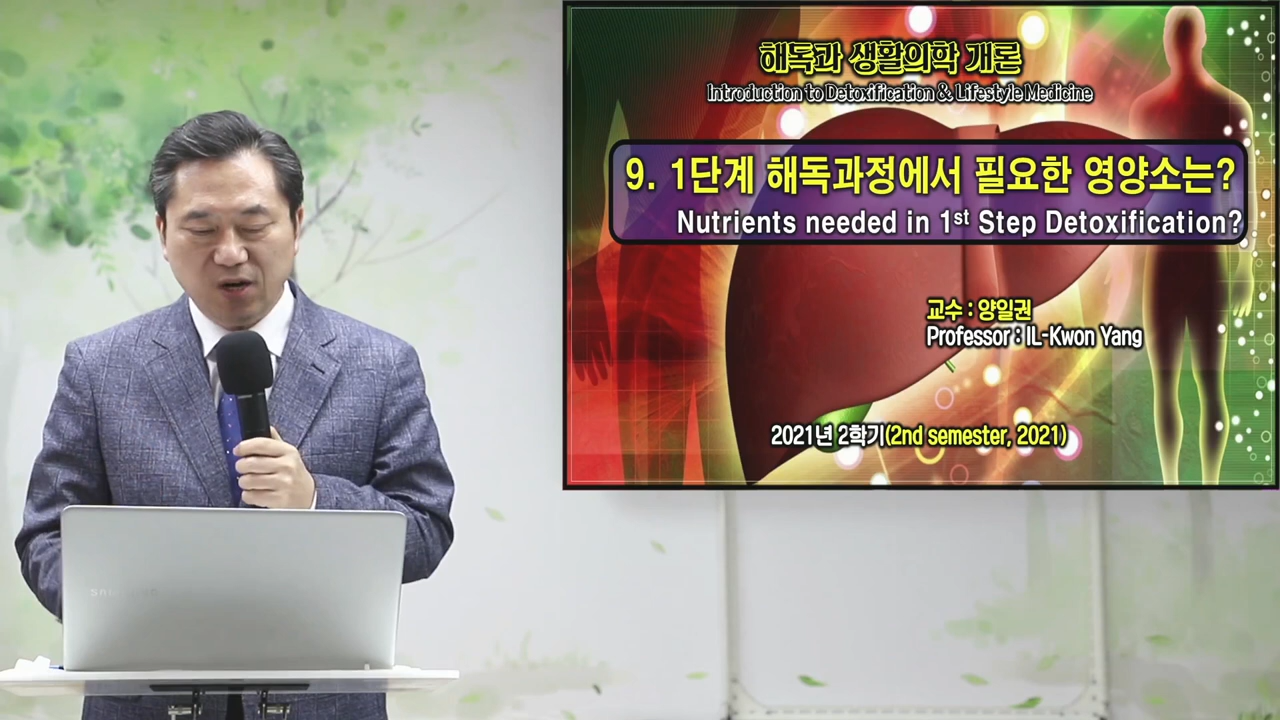 해독과 생활의학 개론
Introduction to Detoxification & Lifestyle Medicine
9. 1단계 해독과정에서 필요한 영양소는?
Nutrients needed in 1st Step Detoxification?
교수 : 양일권
Professor : IL-Kwon Yang
2021년 2학기(2nd semester, 2021)
SAMSUNG